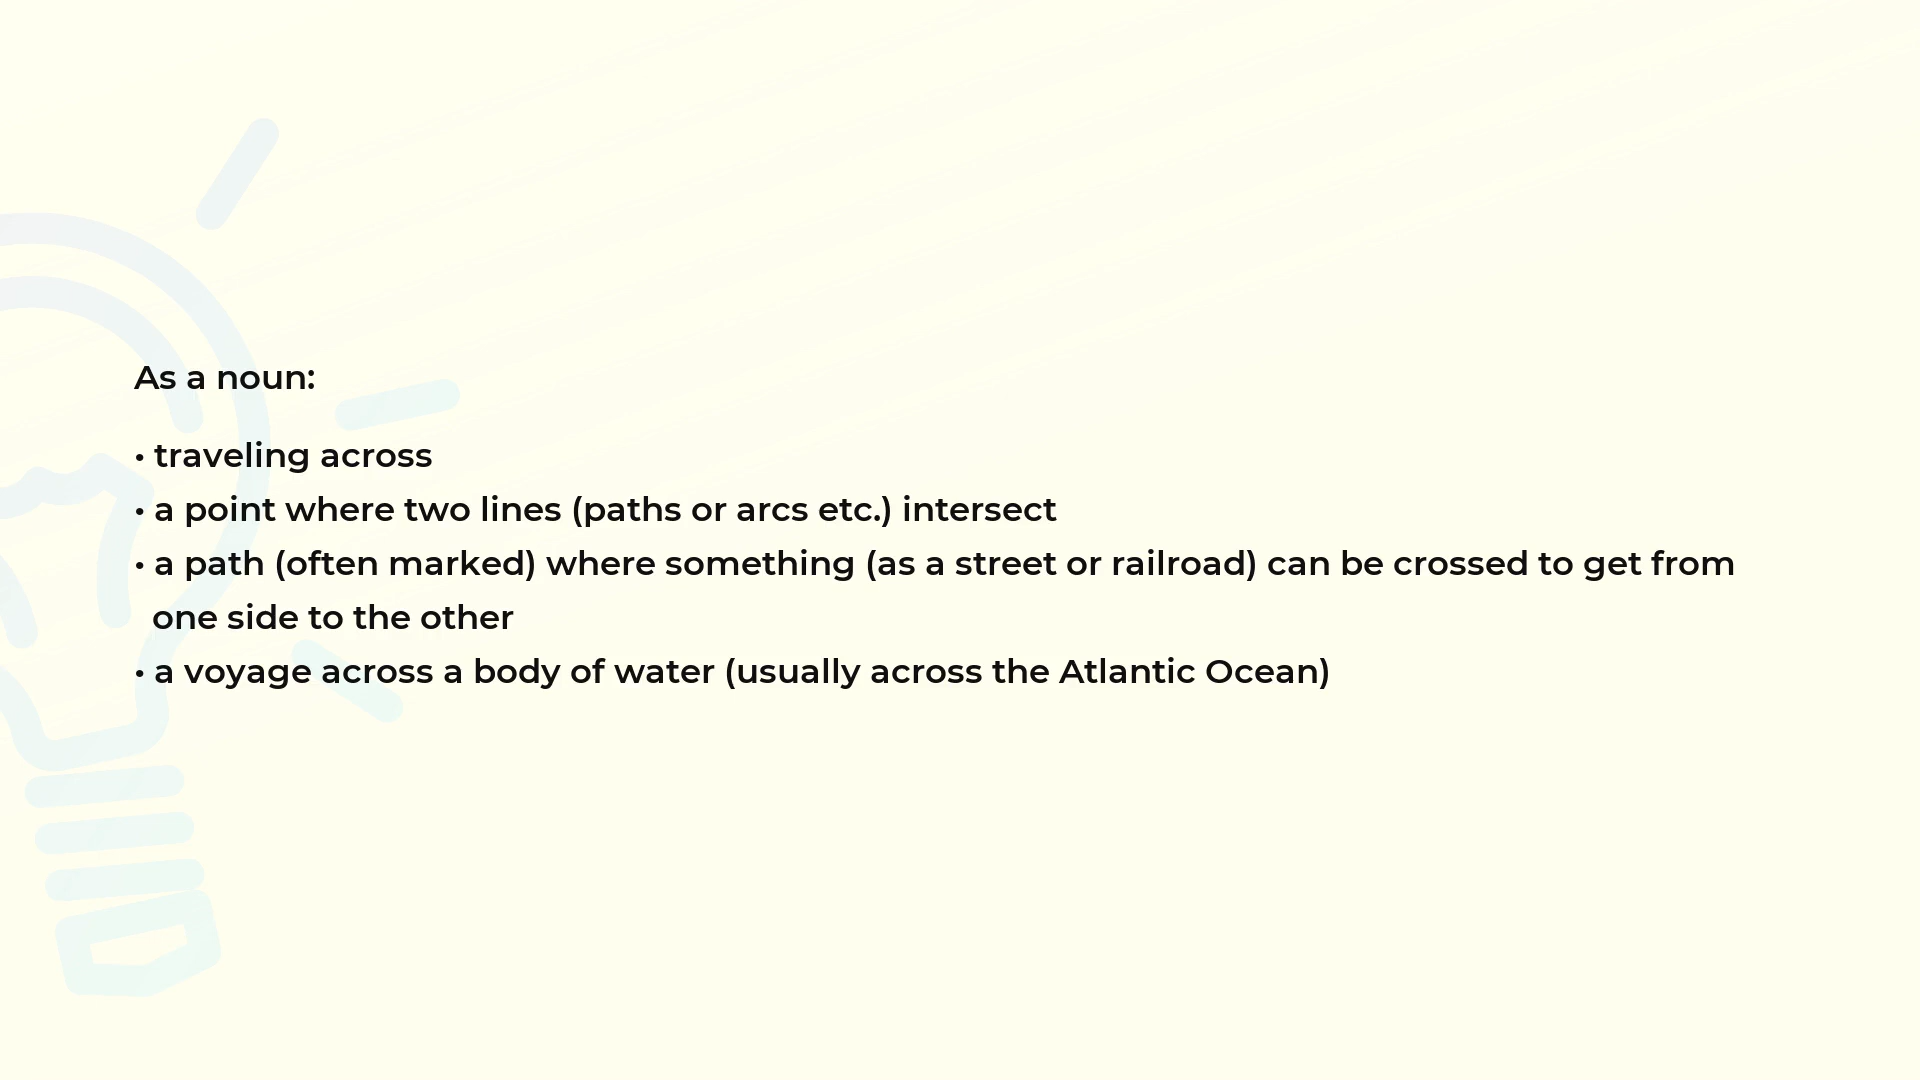 As a noun:
• traveling across
• a point where two lines (paths or arcs etc.) intersect
• a path (often marked) where something (as a street or railroad) can be crossed to get from
one side to the other
• a voyage across a body of water (usually across the Atlantic Ocean)